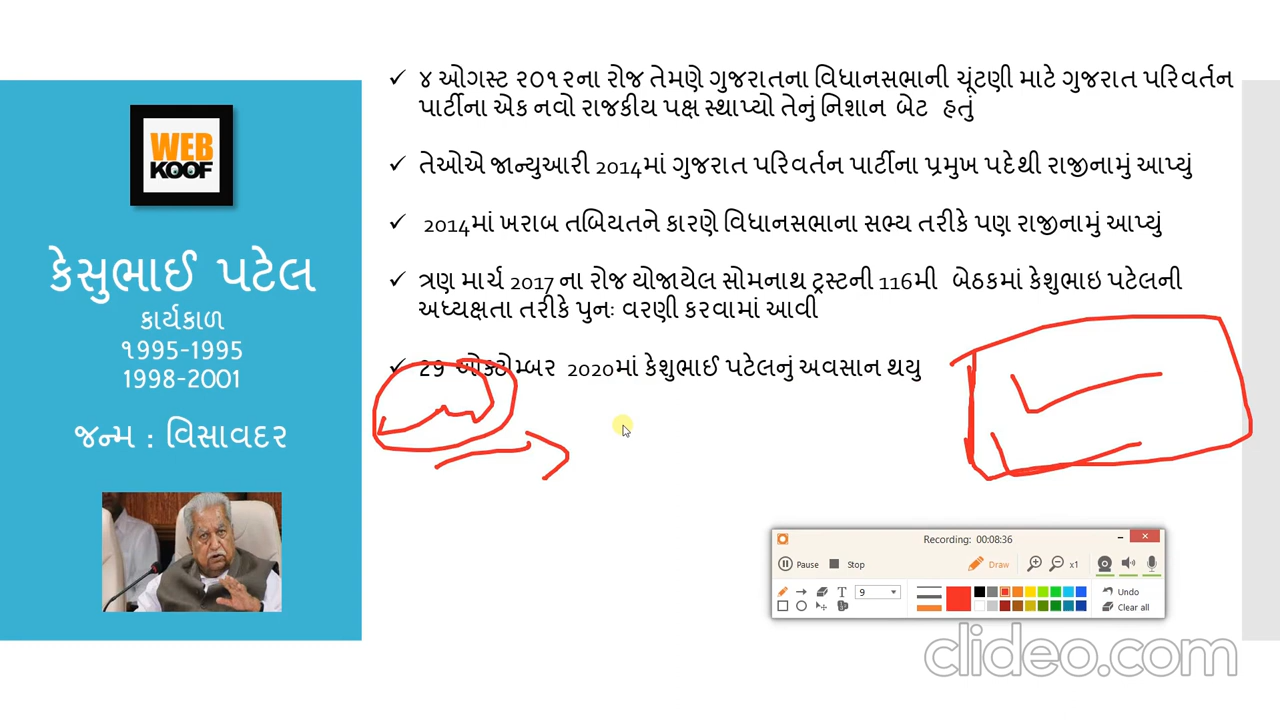 WEB
KOOF
કેસુભાઈ પટેલ
કાર્યકાળ
૧995-1995
1998-2001
જન્મ : વિસાવદર
✓ ૪ ઓગસ્ટ ૨૦૧૨ના રોજ તેમણે ગુજરાતના વિધાનસભાની ચૂંટણી માટે ગુજરાત પરિવર્તન
પાર્ટીના એક નવો રાજકીય પક્ષ સ્થાપ્યો તેનું નિશાન બેટ હતું
✓ તેઓએ જાન્યુઆરી 2014માં ગુજરાત પરિવર્તન પાર્ટીના પ્રમુખ પદેથી રાજીનામું આપ્યું
✓ 2014માં ખરાબ તબિયતને કારણે વિધાનસભાના સભ્ય તરીકે પણ રાજીનામું આપ્યું
✓ ત્રણ માર્ચ 2017 ના રોજ યોજાયેલ સોમનાથ ટ્રસ્ટની 116મી બેઠકમાં કેશુભાઇ પટેલની
અધ્યક્ષતા તરીકે પુનઃ વરણી કરવામાં આવી
✓ 29 ઓક્ટોમ્બર 2020માં કેશુભાઈ પટેલનું અવસાન થયુ
Recording: 00:08:36
Pause Stop Draw x1
T 9 Undo
Clear all
clideo.com